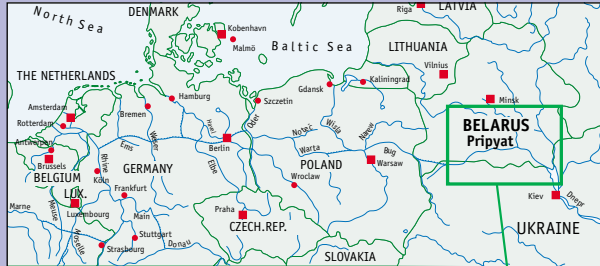 North Sea
DENMARK
Kobenhavn
Malmö
Baltic Sea
Riga
LATVIA
LITHUANIA
Vilnius
THE NETHERLANDS
Amsterdam
Rotterdam
Antwerpen
Brussels
BELGIUM
LUX.
Luxembourg
Marne
Meuse
Moselle
Bremen
Hamburg
Ems
Weser
Rhine
Köln
GERMANY
Frankfurt
Main
Stuttgart
Strasbourg
Donau
Havel
Berlin
Elbe
Oder
Szczecin
Gdansk
Kaliningrad
Noteć
Wisla
Narew
Warta
POLAND
Bug
Warsaw
Wroclaw
Praha
CZECH.REP.
SLOVAKIA
Minsk
BELARUS
Pripyat
Kiev
Dnepr
UKRAINE